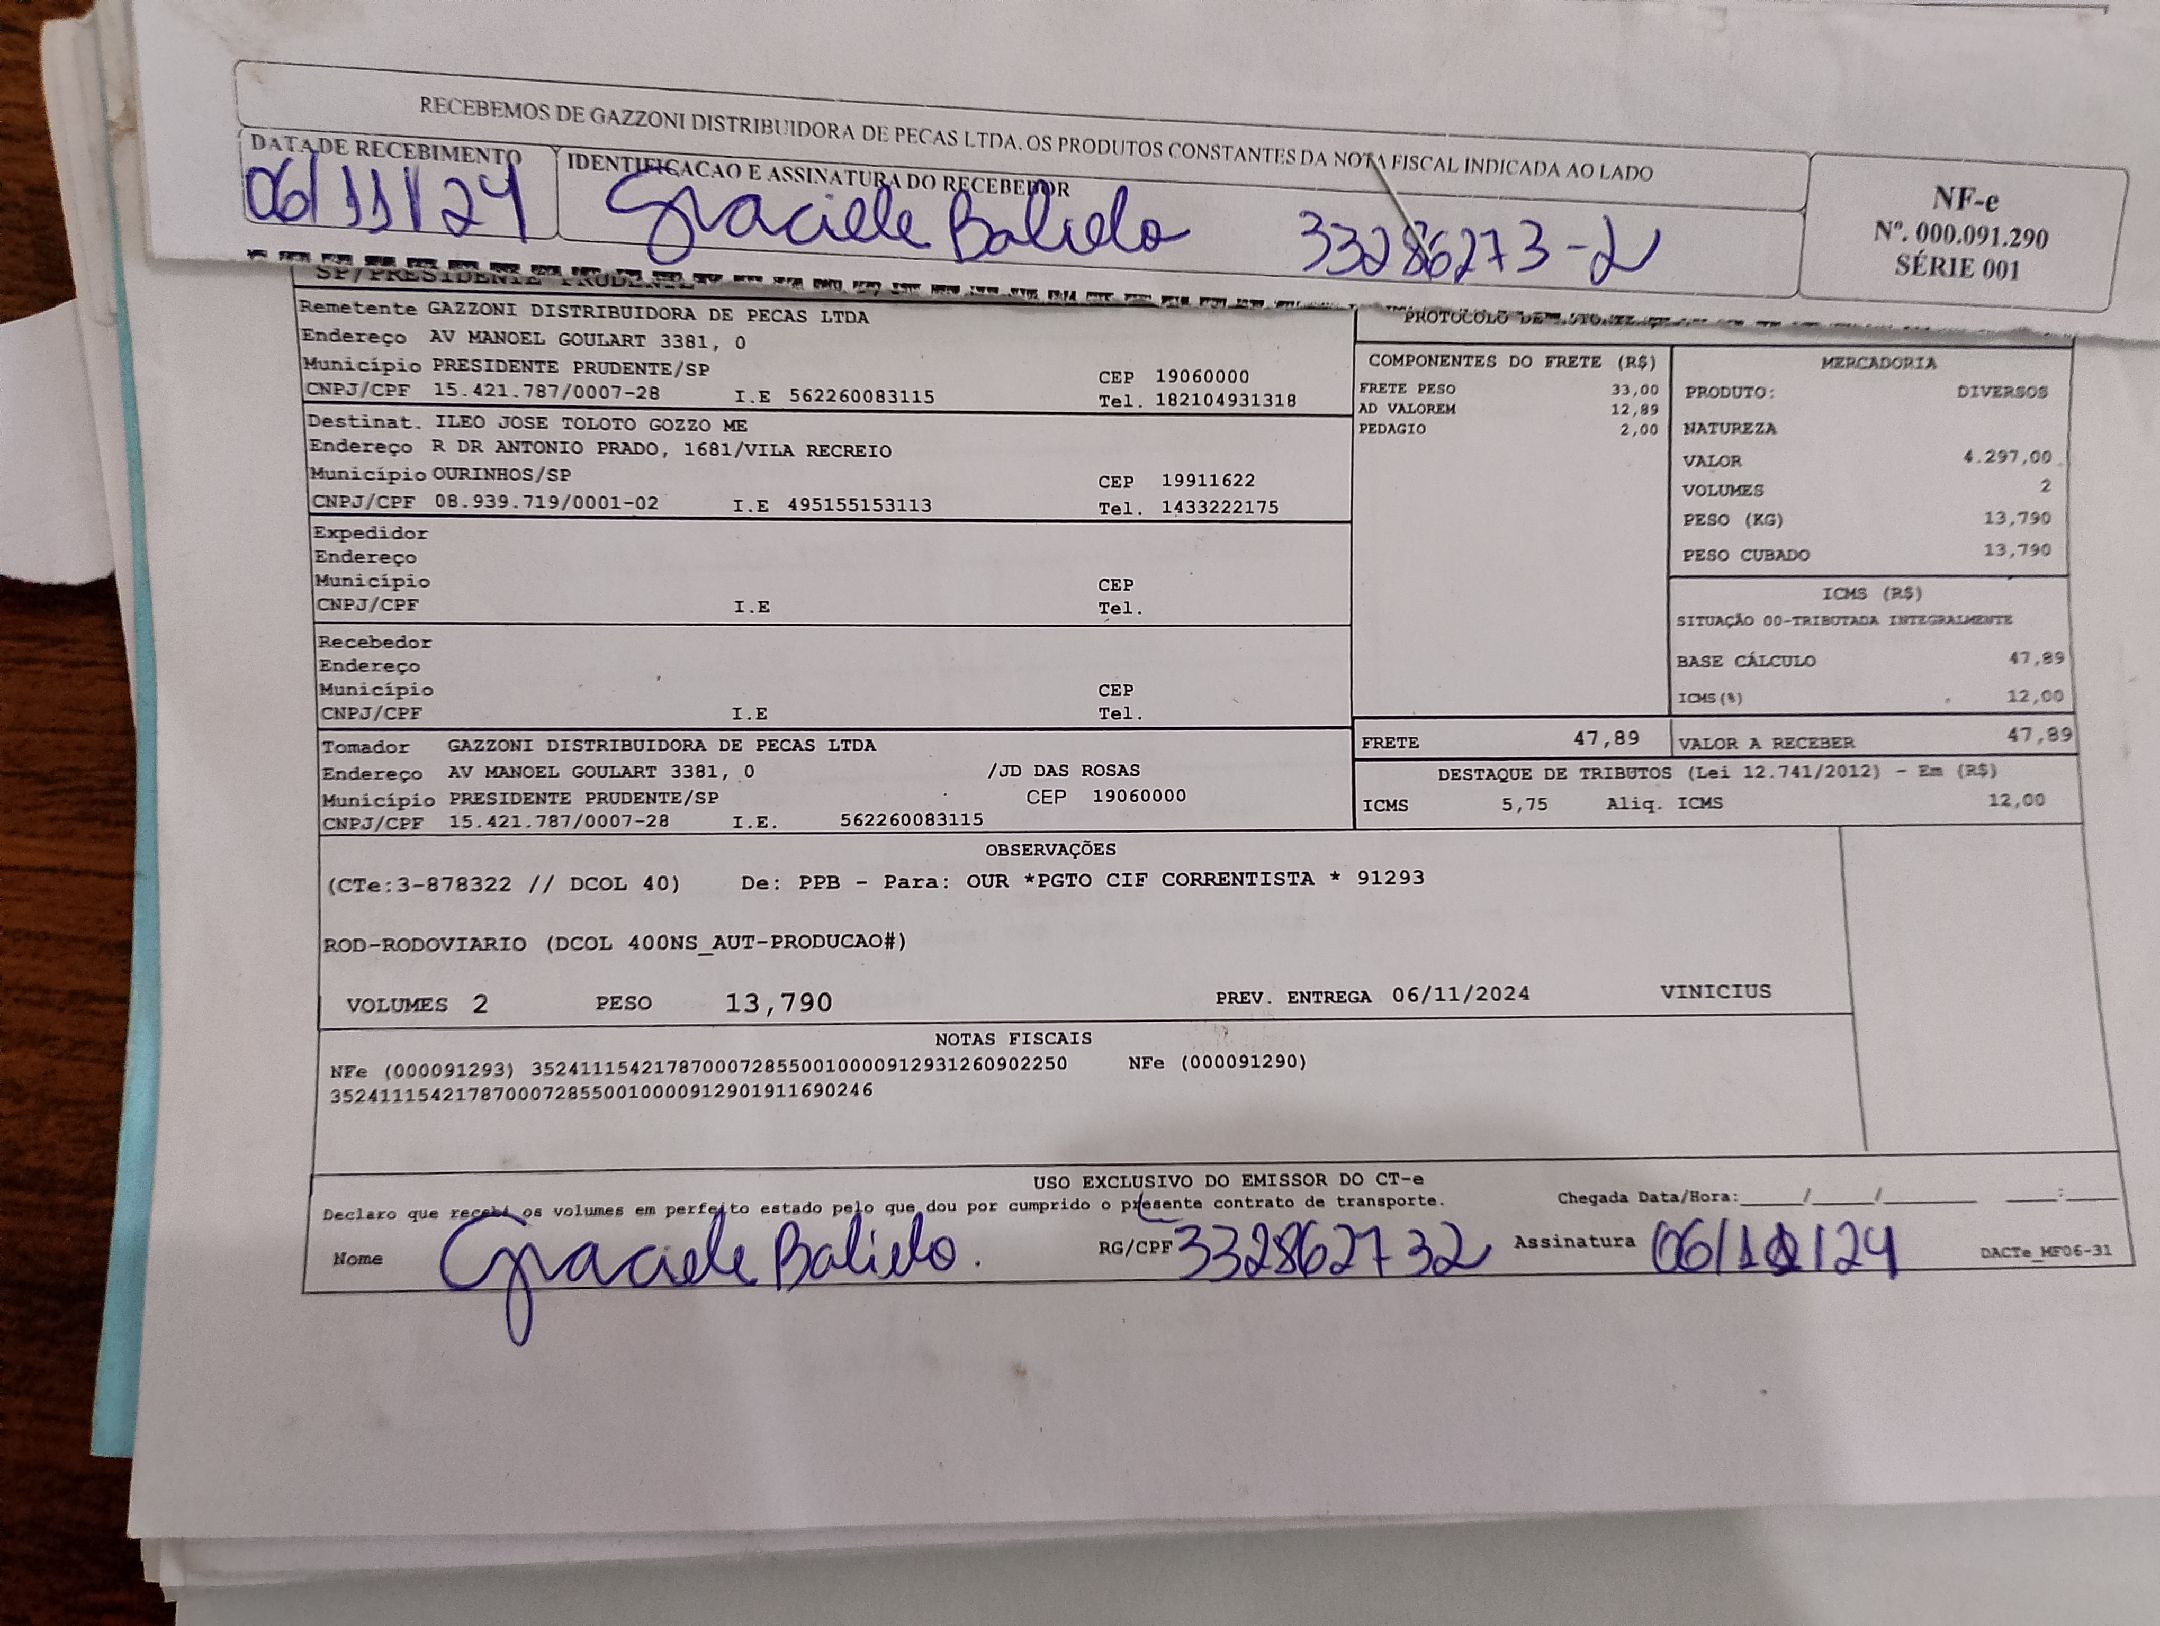 RECEBEMOS DE GAZZONI DISTRIBUIDORA DE PECAS LTDA. OS PRODUTOS CONSTANTES DA NOTA FISCAL INDICADA AO LADO
DATA DE RECEBIMENTO
06/11/24
IDENTIFICACAO E ASSINATURA DO RECEBEDOR
Graciele Balielo 33286273-2
NF-e
Nº. 000.091.290
SÉRIE 001
SP/PRESIDENTE PRUDENTE
Remetente GAZZONI DISTRIBUIDORA DE PECAS LTDA
Endereço AV MANOEL GOULART 3381, 0
Município PRESIDENTE PRUDENTE/SP CEP 19060000
CNPJ/CPF 15.421.787/0007-28 I.E 562260083115 Tel. 182104931318
Destinat. ILEO JOSE TOLOTO GOZZO ME
Endereço R DR ANTONIO PRADO, 1681/VILA RECREIO
Município OURINHOS/SP CEP 19911622
CNPJ/CPF 08.939.719/0001-02 I.E 495155153113 Tel. 1433222175
Expedidor
Endereço
Município CEP
CNPJ/CPF I.E Tel.
Recebedor
Endereço
Município CEP
CNPJ/CPF I.E Tel.
Tomador GAZZONI DISTRIBUIDORA DE PECAS LTDA
Endereço AV MANOEL GOULART 3381, 0 /JD DAS ROSAS
Município PRESIDENTE PRUDENTE/SP CEP 19060000
CNPJ/CPF 15.421.787/0007-28 I.E. 562260083115
PROTOCOLO DE
COMPONENTES DO FRETE (R$)
FRETE PESO 33,00
AD VALOREM 12,89
PEDAGIO 2,00
MERCADORIA
PRODUTO: DIVERSOS
NATUREZA
VALOR 4.297,00
VOLUMES 2
PESO (KG) 13,790
PESO CUBADO 13,790
ICMS (R$)
SITUAÇÃO 00-TRIBUTADA INTEGRALMENTE
BASE CÁLCULO 47,89
ICMS(%) 12,00
FRETE 47,89 VALOR A RECEBER 47,89
DESTAQUE DE TRIBUTOS (Lei 12.741/2012) - Em (R$)
ICMS 5,75 Aliq. ICMS 12,00
OBSERVAÇÕES
(CTe:3-878322 // DCOL 40) De: PPB - Para: OUR *PGTO CIF CORRENTISTA * 91293
ROD-RODOVIARIO (DCOL 400NS_AUT-PRODUCAO#)
VOLUMES 2 PESO 13,790 PREV. ENTREGA 06/11/2024 VINICIUS
NOTAS FISCAIS
NFe (000091293) 35241115421787000728550010000912931260902250 NFe (000091290)
35241115421787000728550010000912901911690246
USO EXCLUSIVO DO EMISSOR DO CT-e
Declaro que recebi os volumes em perfeito estado pelo que dou por cumprido o presente contrato de transporte. Chegada Data/Hora:____/____/______ ___:____
Nome Graciele Balielo. RG/CPF 332862732 Assinatura 06/11/24 DACTe_MF06-31